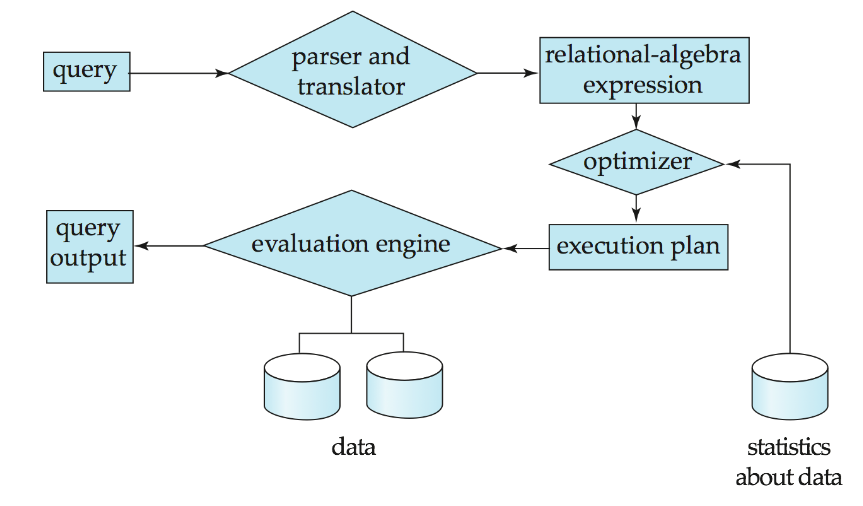 query
parser and
translator
relational-algebra
expression
optimizer
query
output
evaluation engine
execution plan
data
statistics
about data